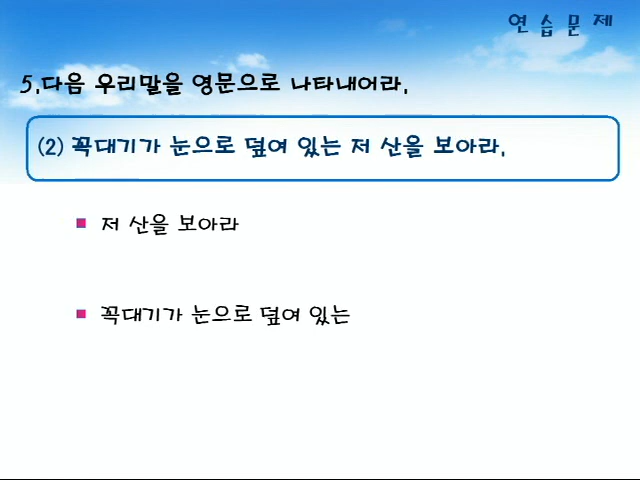 연 습 문 제
5.다음 우리말을 영문으로 나타내어라.
(2) 꼭대기가 눈으로 덮여 있는 저 산을 보아라.
저 산을 보아라
꼭대기가 눈으로 덮여 있는